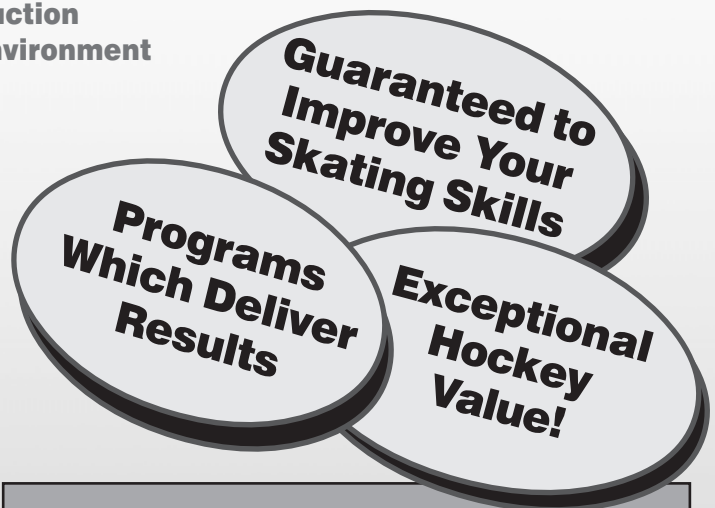 Guaranteed to
Improve Your
Skating Skills
Programs
Which Deliver
Results
Exceptional
Hockey
Value!